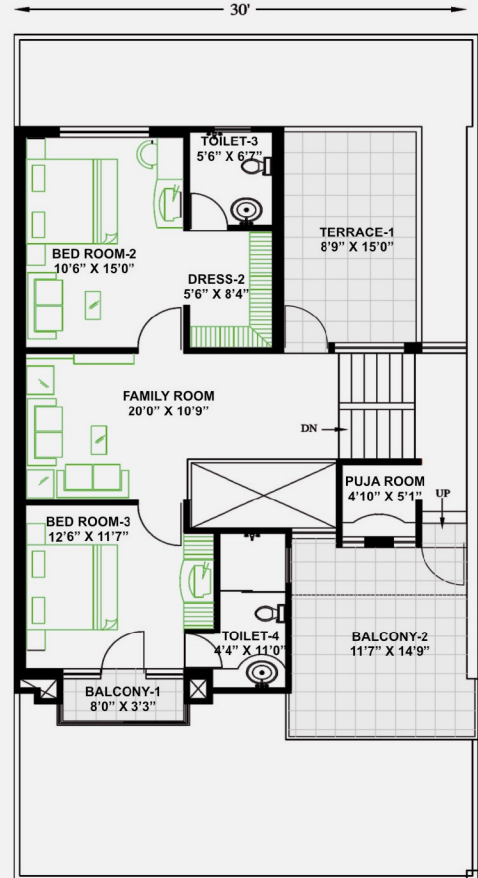 30'
TOILET-3
5'6” X 6'7”
TERRACE-1
8'9” X 15'0”
BED ROOM-2
10'6” X 15'0”
DRESS-2
5'6” X 8'4”
FAMILY ROOM
20'0” X 10'9”
DN
PUJA ROOM
4'10” X 5'1”
UP
BED ROOM-3
12'6” X 11'7”
TOILET-4
4'4” X 11'0”
BALCONY-2
11'7” X 14'9”
BALCONY-1
8'0” X 3'3”